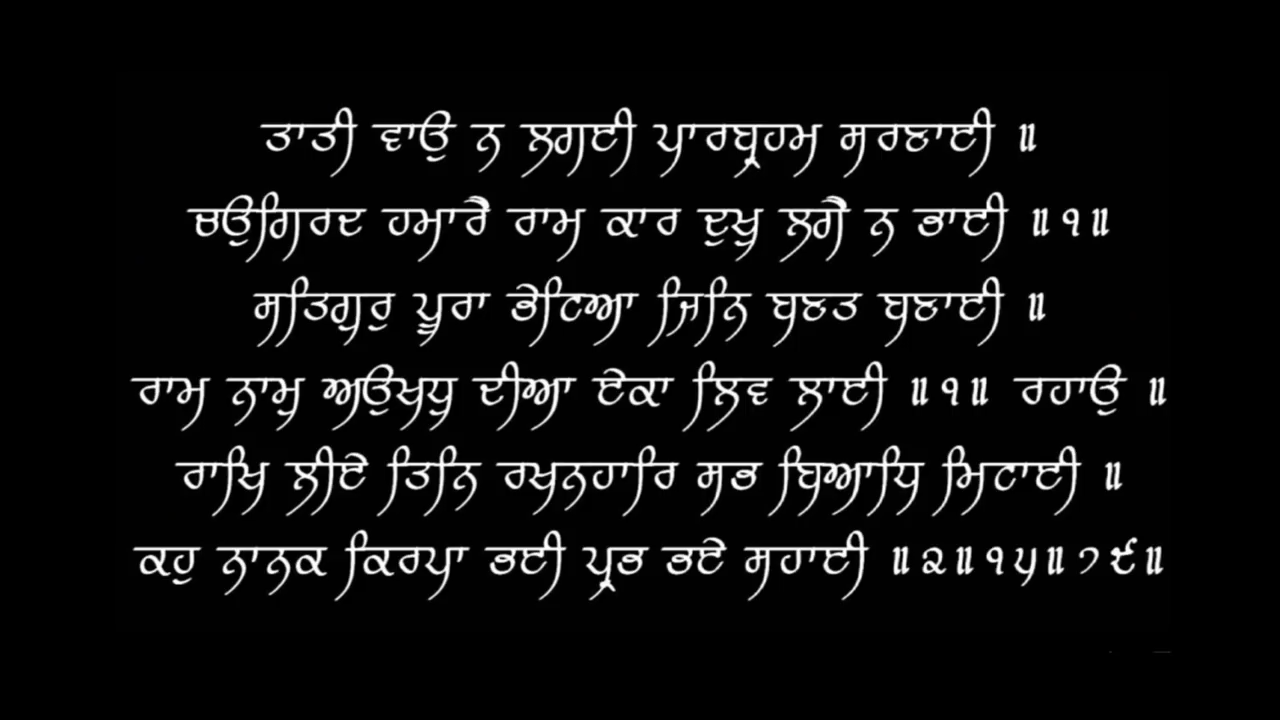 ਤਾਤੀ ਵਾਉ ਨ ਲਗਈ ਪਾਰਬ੍ਰਹਮ ਸਰਣਾਈ ॥
ਚਉਗਿਰਦ ਹਮਾਰੈ ਰਾਮ ਕਾਰ ਦੁਖੁ ਲਗੈ ਨ ਭਾਈ ॥੧॥
ਸਤਿਗੁਰੁ ਪੂਰਾ ਭੇਟਿਆ ਜਿਨਿ ਬਣਤ ਬਣਾਈ ॥
ਰਾਮ ਨਾਮੁ ਅਉਖਧੁ ਦੀਆ ਏਕਾ ਲਿਵ ਲਾਈ ॥੧॥ ਰਹਾਉ ॥
ਰਾਖਿ ਲੀਏ ਤਿਨਿ ਰਖਨਹਾਰਿ ਸਭ ਬਿਆਧਿ ਮਿਟਾਈ ॥
ਕਹੁ ਨਾਨਕ ਕਿਰਪਾ ਭਈ ਪ੍ਰਭ ਭਏ ਸਹਾਈ ॥੨॥੧੫॥੭੯॥